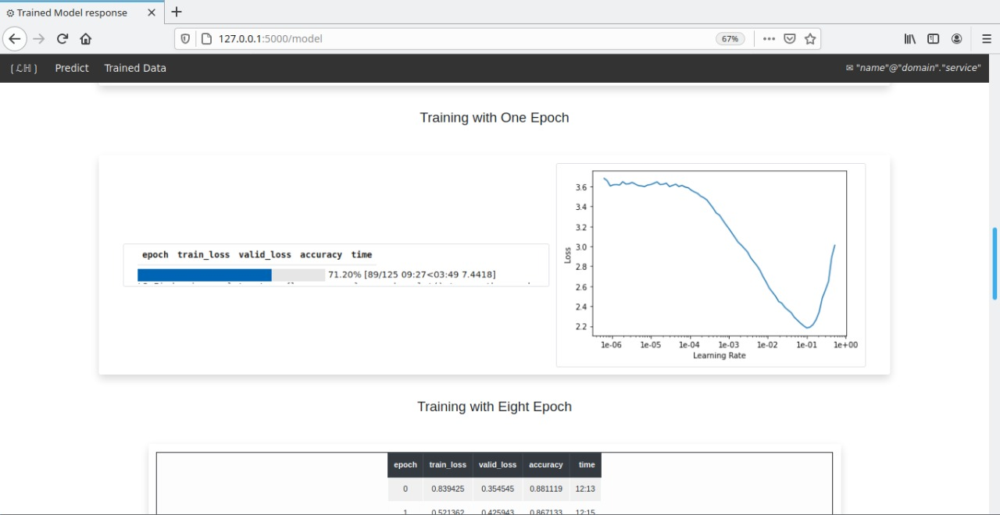 Trained Model response
127.0.0.1:5000/model
67%
(ℒℍ) Predict Trained Data
"name"@"domain"."service"
Training with One Epoch
epoch train_loss valid_loss accuracy time
71.20% [89/125 09:27<03:49 7.4418]
3.6
3.4
3.2
3.0
2.8
2.6
2.4
2.2
Loss
1e-06 1e-05 1e-04 1e-03 1e-02 1e-01 1e+00
Learning Rate
Training with Eight Epoch
epoch train_loss valid_loss accuracy time
0 0.839425 0.354545 0.881119 12:13
1 0.521362 0.425943 0.867133 12:15